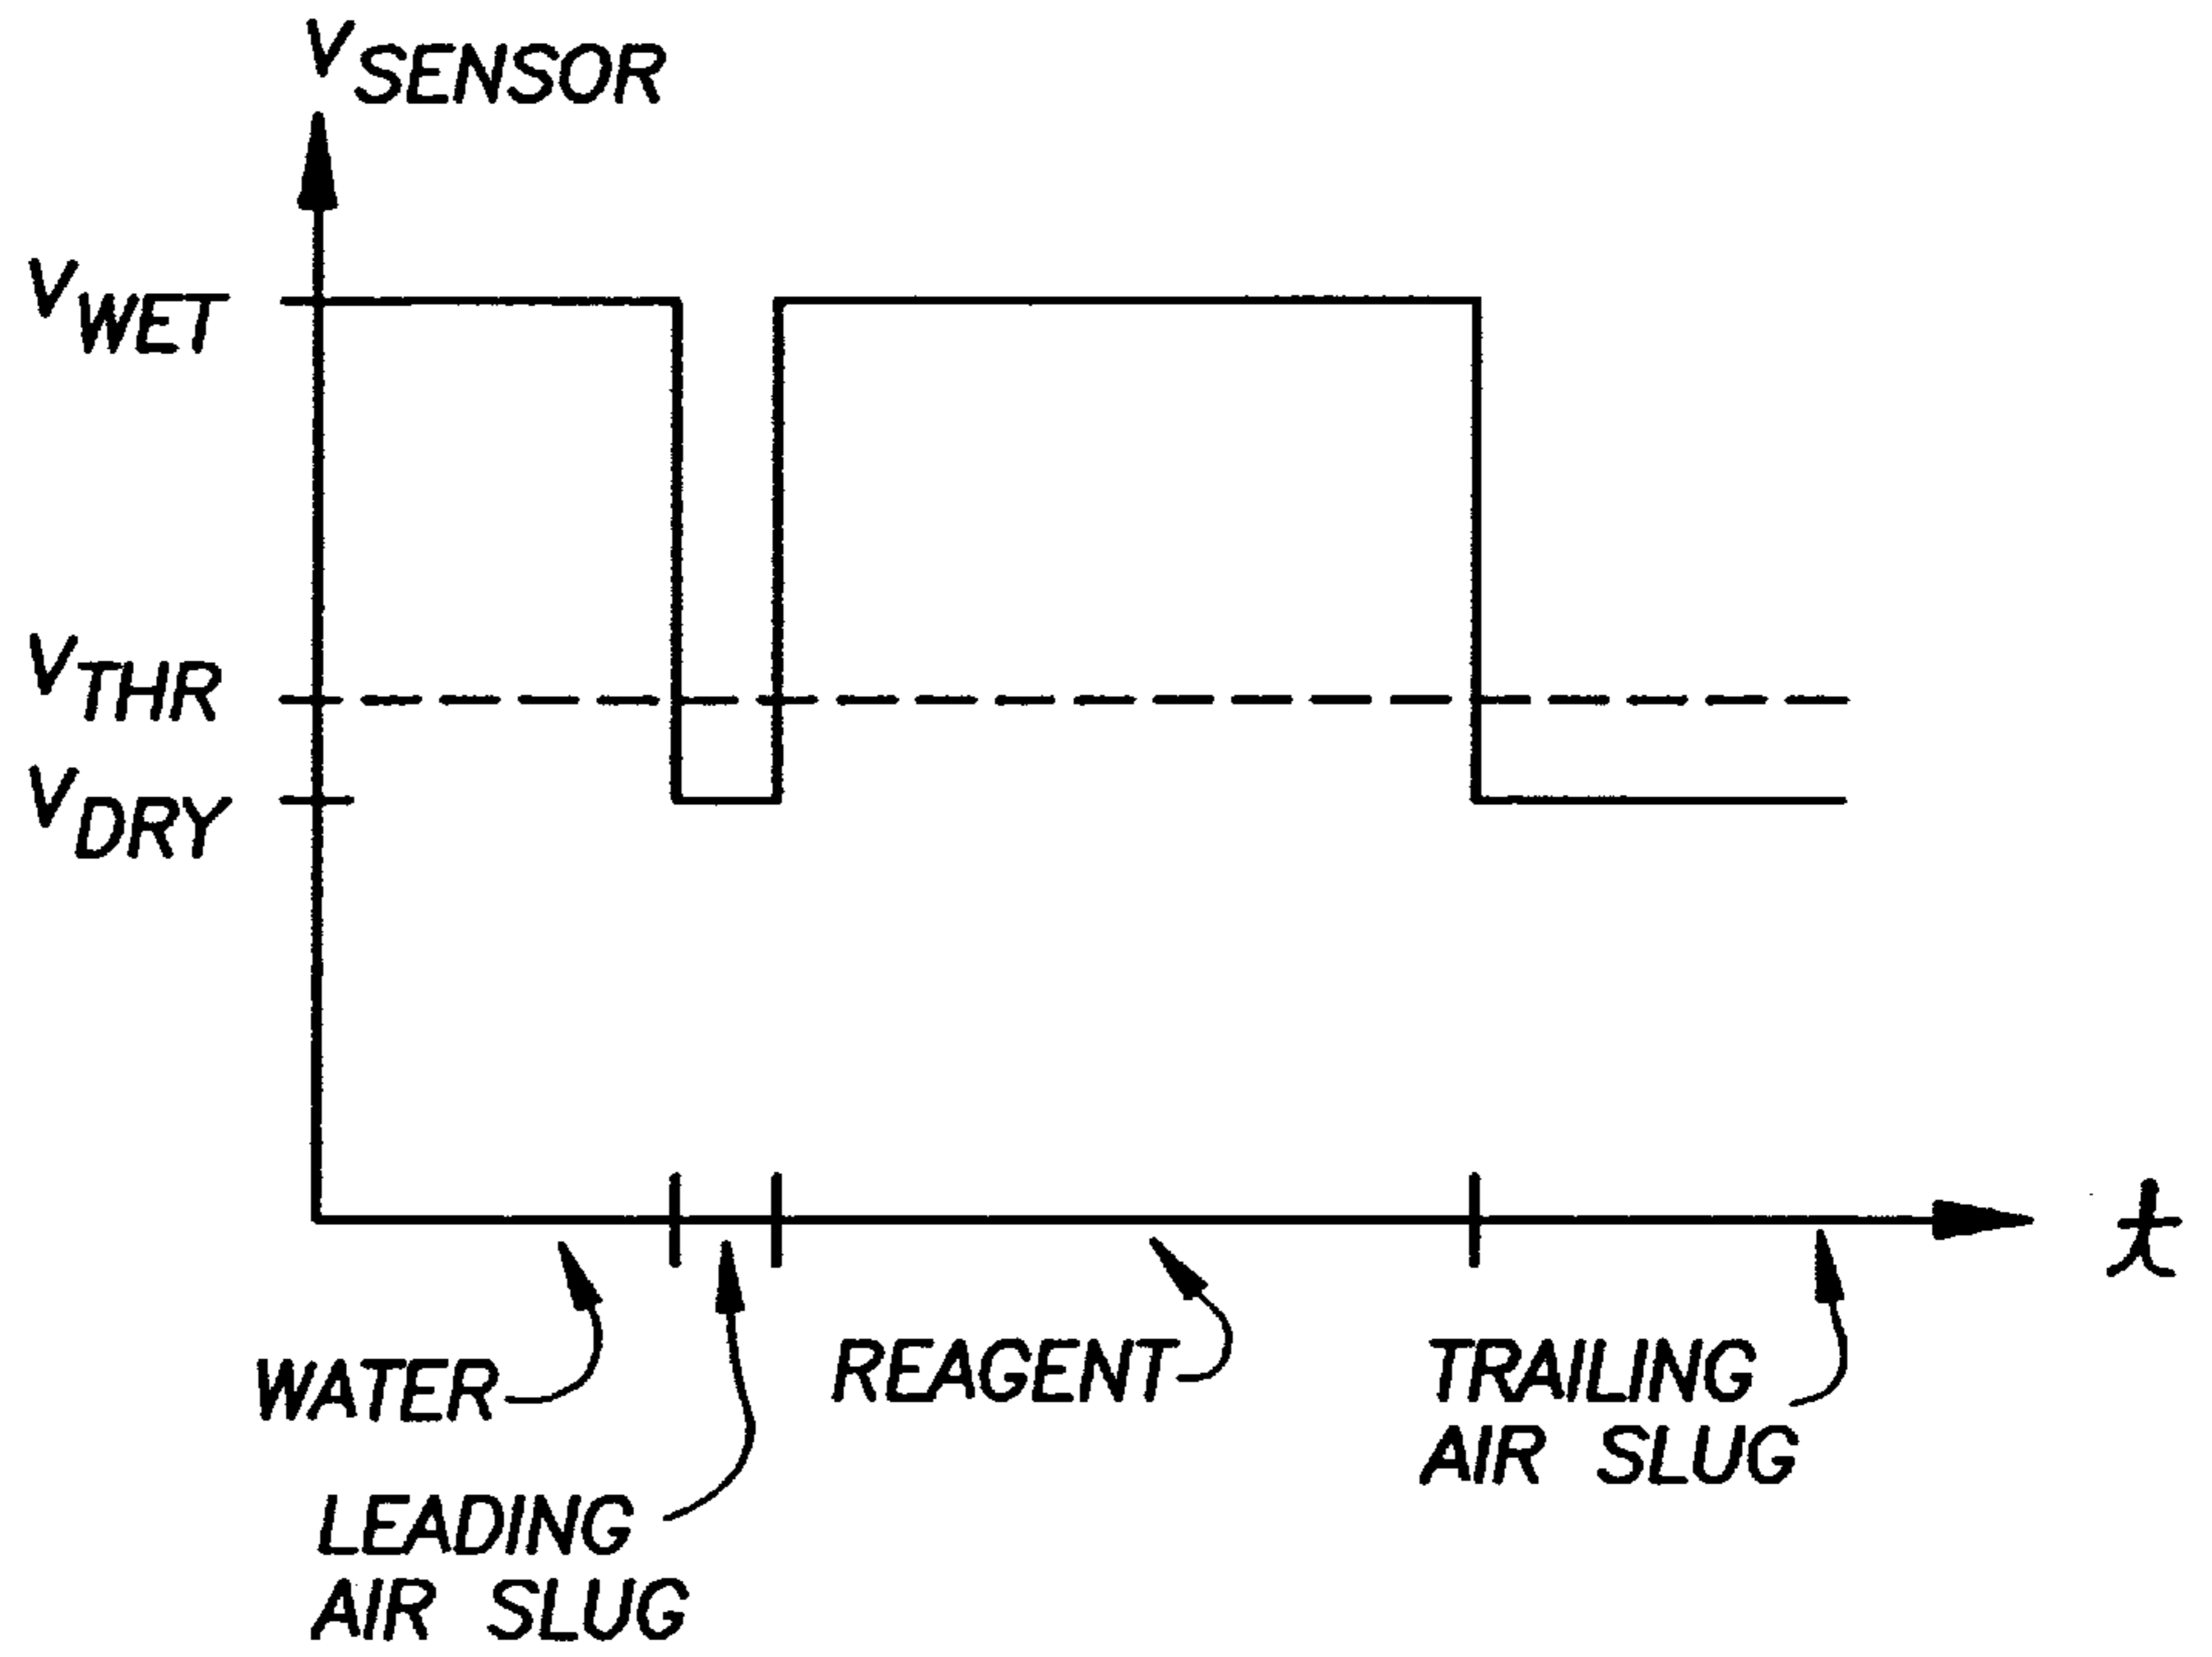 VSENSOR
VWET
VTHR
VDRY
t
WATER
LEADING
AIR SLUG
REAGENT
TRAILING
AIR SLUG